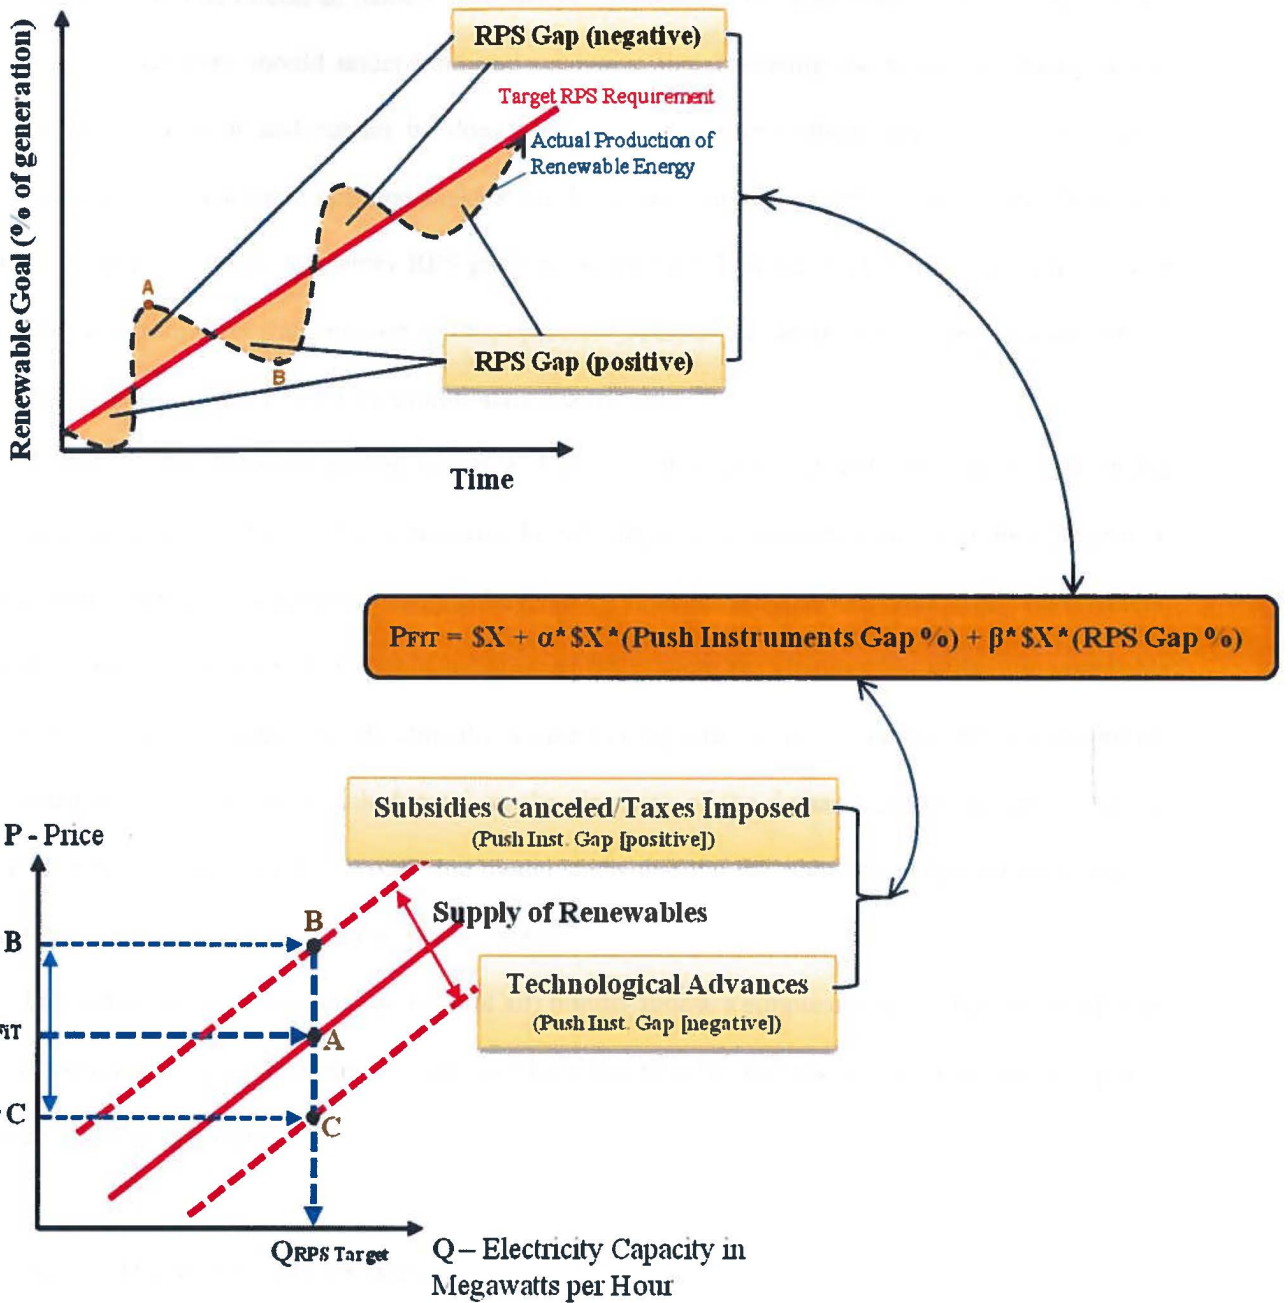 RPS Gap (negative)
Target RPS Requirement
Actual Production of
Renewable Energy
Renewable Goal (% of generation)
A
B
RPS Gap (positive)
Time
PFIT = $X + α*$X*(Push Instruments Gap %) + β*$X*(RPS Gap %)
Subsidies Canceled/Taxes Imposed
(Push Inst. Gap [positive])
P - Price
Supply of Renewables
B
B
Technological Advances
(Push Inst. Gap [negative])
FIT
A
C
C
QRPS Target
Q – Electricity Capacity in
Megawatts per Hour